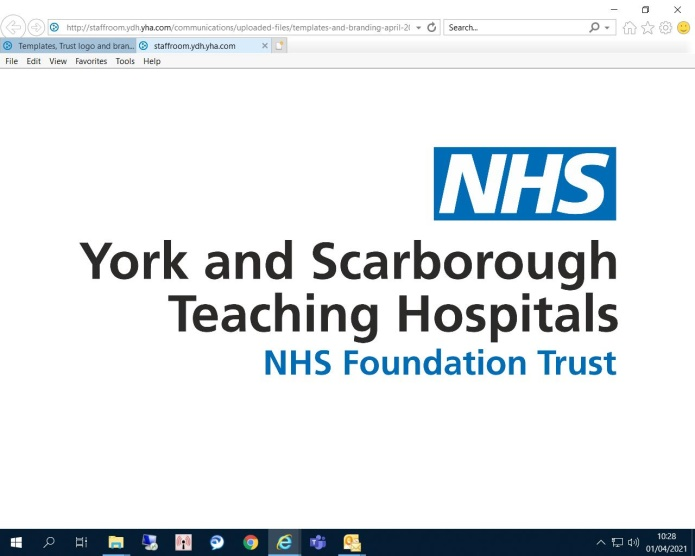 http://staffroom.ydh.yha.com/communications/uploaded-files/templates-and-branding-april-2
Search...
Templates, Trust logo and bran...
staffroom.ydh.yha.com
File Edit View Favorites Tools Help
NHS
York and Scarborough
Teaching Hospitals
NHS Foundation Trust
10:28
01/04/2021